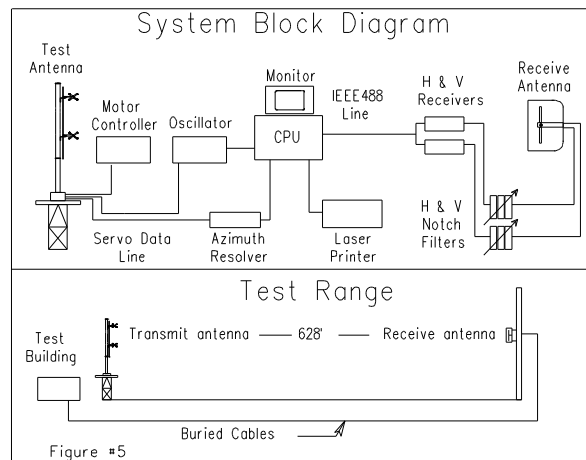 System Block Diagram
Test
Antenna
Motor
Controller
Oscillator
Monitor
CPU
IEEE488
Line
H & V
Receivers
Receive
Antenna
Servo Data
Line
Azimuth
Resolver
Laser
Printer
H & V
Notch
Filters
Test Range
Test
Building
Transmit antenna
628'
Receive antenna
Buried Cables
Figure #5